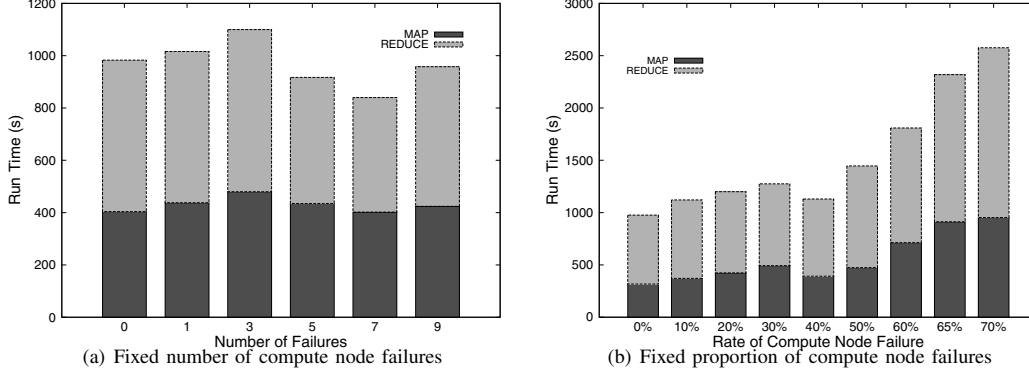 1200
1000
800
600
400
200
0
Run Time (s)
MAP
REDUCE
0 1 3 5 7 9
Number of Failures
(a) Fixed number of compute node failures
3000
2500
2000
1500
1000
500
0
Run Time (s)
MAP
REDUCE
0% 10% 20% 30% 40% 50% 60% 65% 70%
Rate of Compute Node Failure
(b) Fixed proportion of compute node failures